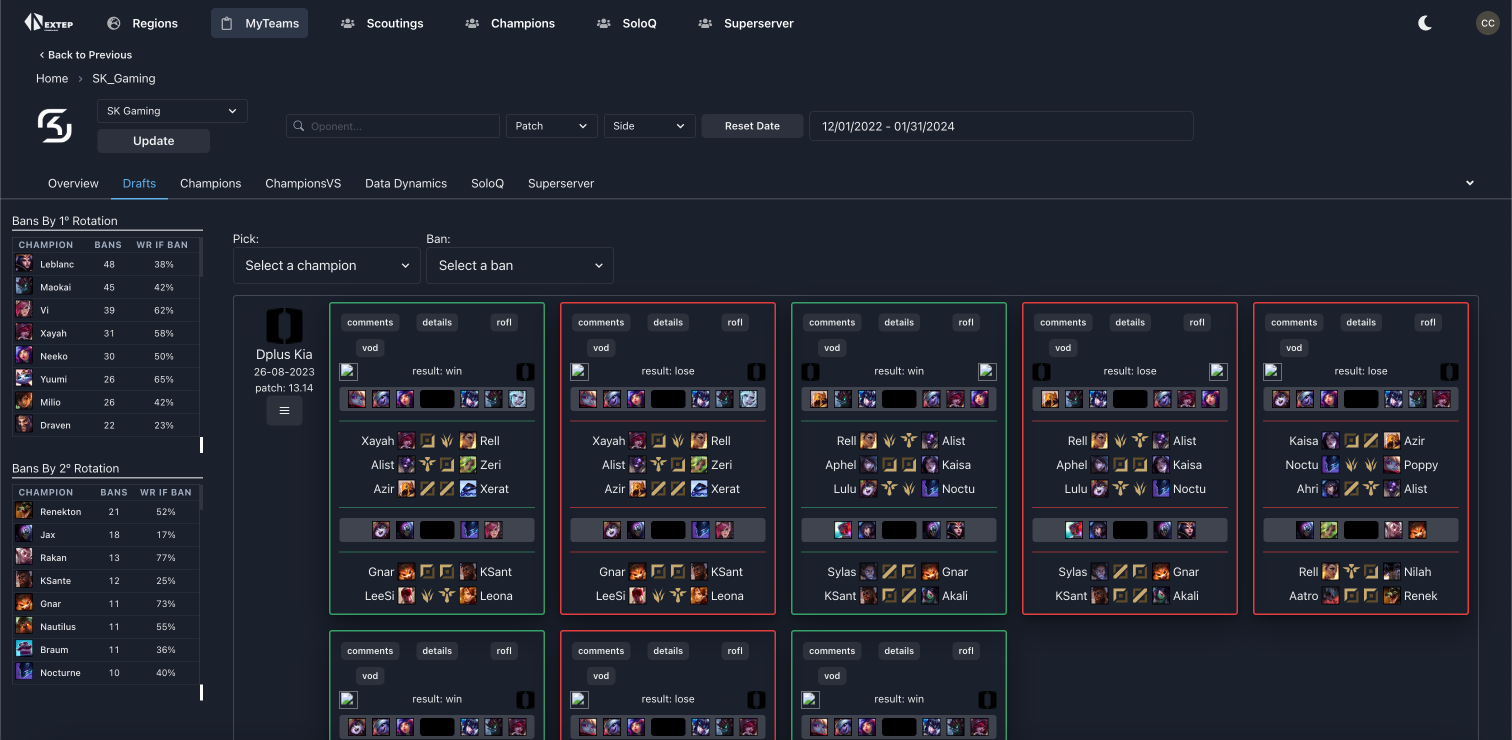 NEXTEP
Regions
MyTeams
Scoutings
Champions
SoloQ
Superserver
CC
Back to Previous
Home > SK_Gaming
SK Gaming
Update
Oponent...
Patch
Side
Reset Date
12/01/2022 - 01/31/2024
Overview
Drafts
Champions
ChampionsVS
Data Dynamics
SoloQ
Superserver
Bans By 1° Rotation
CHAMPION BANS WR IF BAN
Leblanc 48 38%
Maokai 45 42%
Vi 39 62%
Xayah 31 58%
Neeko 30 50%
Yuumi 26 65%
Milio 26 42%
Draven 22 23%
Bans By 2° Rotation
CHAMPION BANS WR IF BAN
Renekton 21 52%
Jax 18 17%
Rakan 13 77%
KSante 12 25%
Gnar 11 73%
Nautilus 11 55%
Braum 11 36%
Nocturne 10 40%
Pick:
Select a champion
Ban:
Select a ban
Dplus Kia
26-08-2023
patch: 13.14
comments details rofl
vod
result: win
Xayah Rell
Alist Zeri
Azir Xerat
Gnar KSant
LeeSi Leona
comments details rofl
vod
result: lose
Xayah Rell
Alist Zeri
Azir Xerat
Gnar KSant
LeeSi Leona
comments details rofl
vod
result: win
Rell Alist
Aphel Kaisa
Lulu Noctu
Sylas Gnar
KSant Akali
comments details rofl
vod
result: lose
Rell Alist
Aphel Kaisa
Lulu Noctu
Sylas Gnar
KSant Akali
comments details rofl
vod
result: lose
Kaisa Azir
Noctu Poppy
Ahri Alist
Rell Nilah
Aatro Renek
comments details rofl
vod
result: win
comments details rofl
vod
result: lose
comments details rofl
vod
result: win